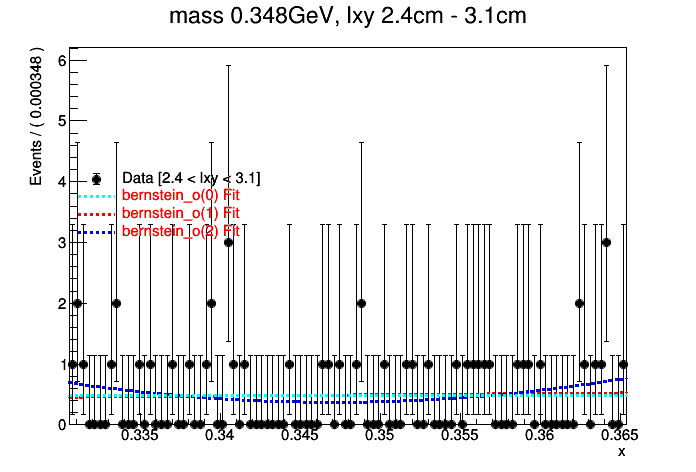 mass 0.348GeV, lxy 2.4cm - 3.1cm
Events / ( 0.000348 )
6
5
4
3
2
1
0
Data [2.4 < lxy < 3.1]
bernstein_o(0) Fit
bernstein_o(1) Fit
bernstein_o(2) Fit
0.335 0.34 0.345 0.35 0.355 0.36 0.365
x